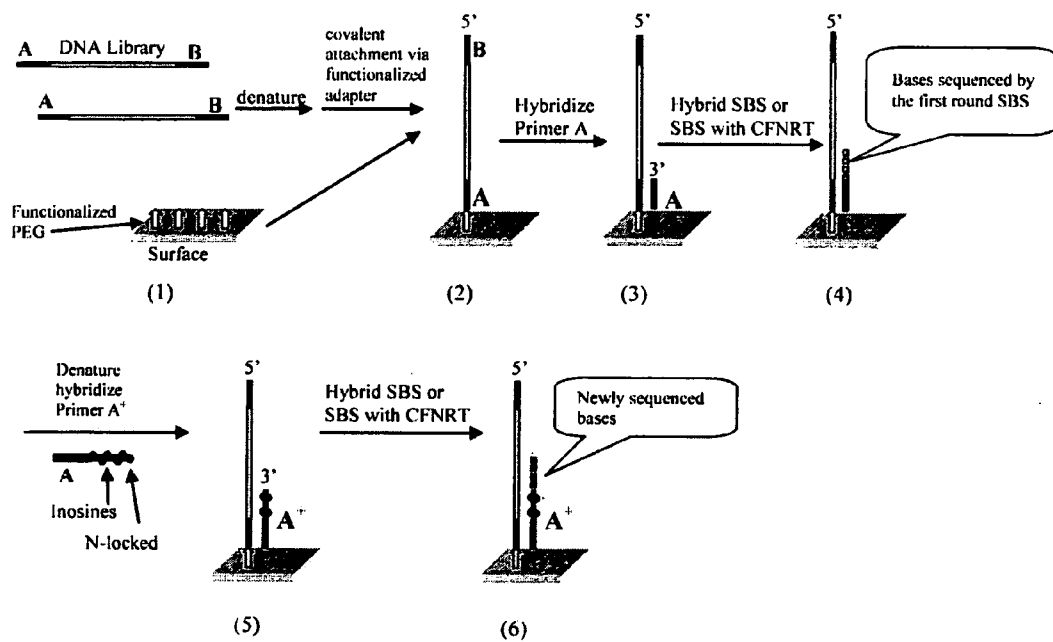 A DNA Library B
A B
denature
covalent
attachment via
functionalized
adapter
Functionalized
PEG
Surface
(1)
5'
B
A
(2)
Hybridize
Primer A
3'
A
(3)
Hybrid SBS or
SBS with CFNRT
5'
(4)
Bases sequenced by
the first round SBS
Denature
hybridize
Primer A+
A
Inosines
N-locked
5'
3'
A+
(5)
Hybrid SBS or
SBS with CFNRT
5'
A+
(6)
Newly sequenced
bases